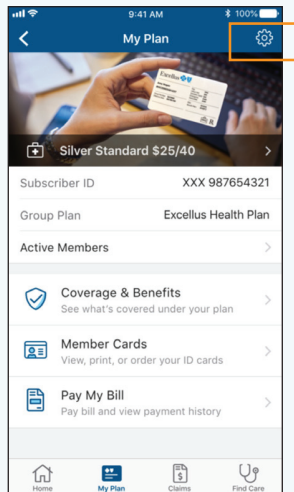 9:41 AM
100%
My Plan
Excellus
Silver Standard $25/40
Subscriber ID
XXX 987654321
Group Plan
Excellus Health Plan
Active Members
Coverage & Benefits
See what's covered under your plan
Member Cards
View, print, or order your ID cards
Pay My Bill
Pay bill and view payment history
Home
My Plan
Claims
Find Care